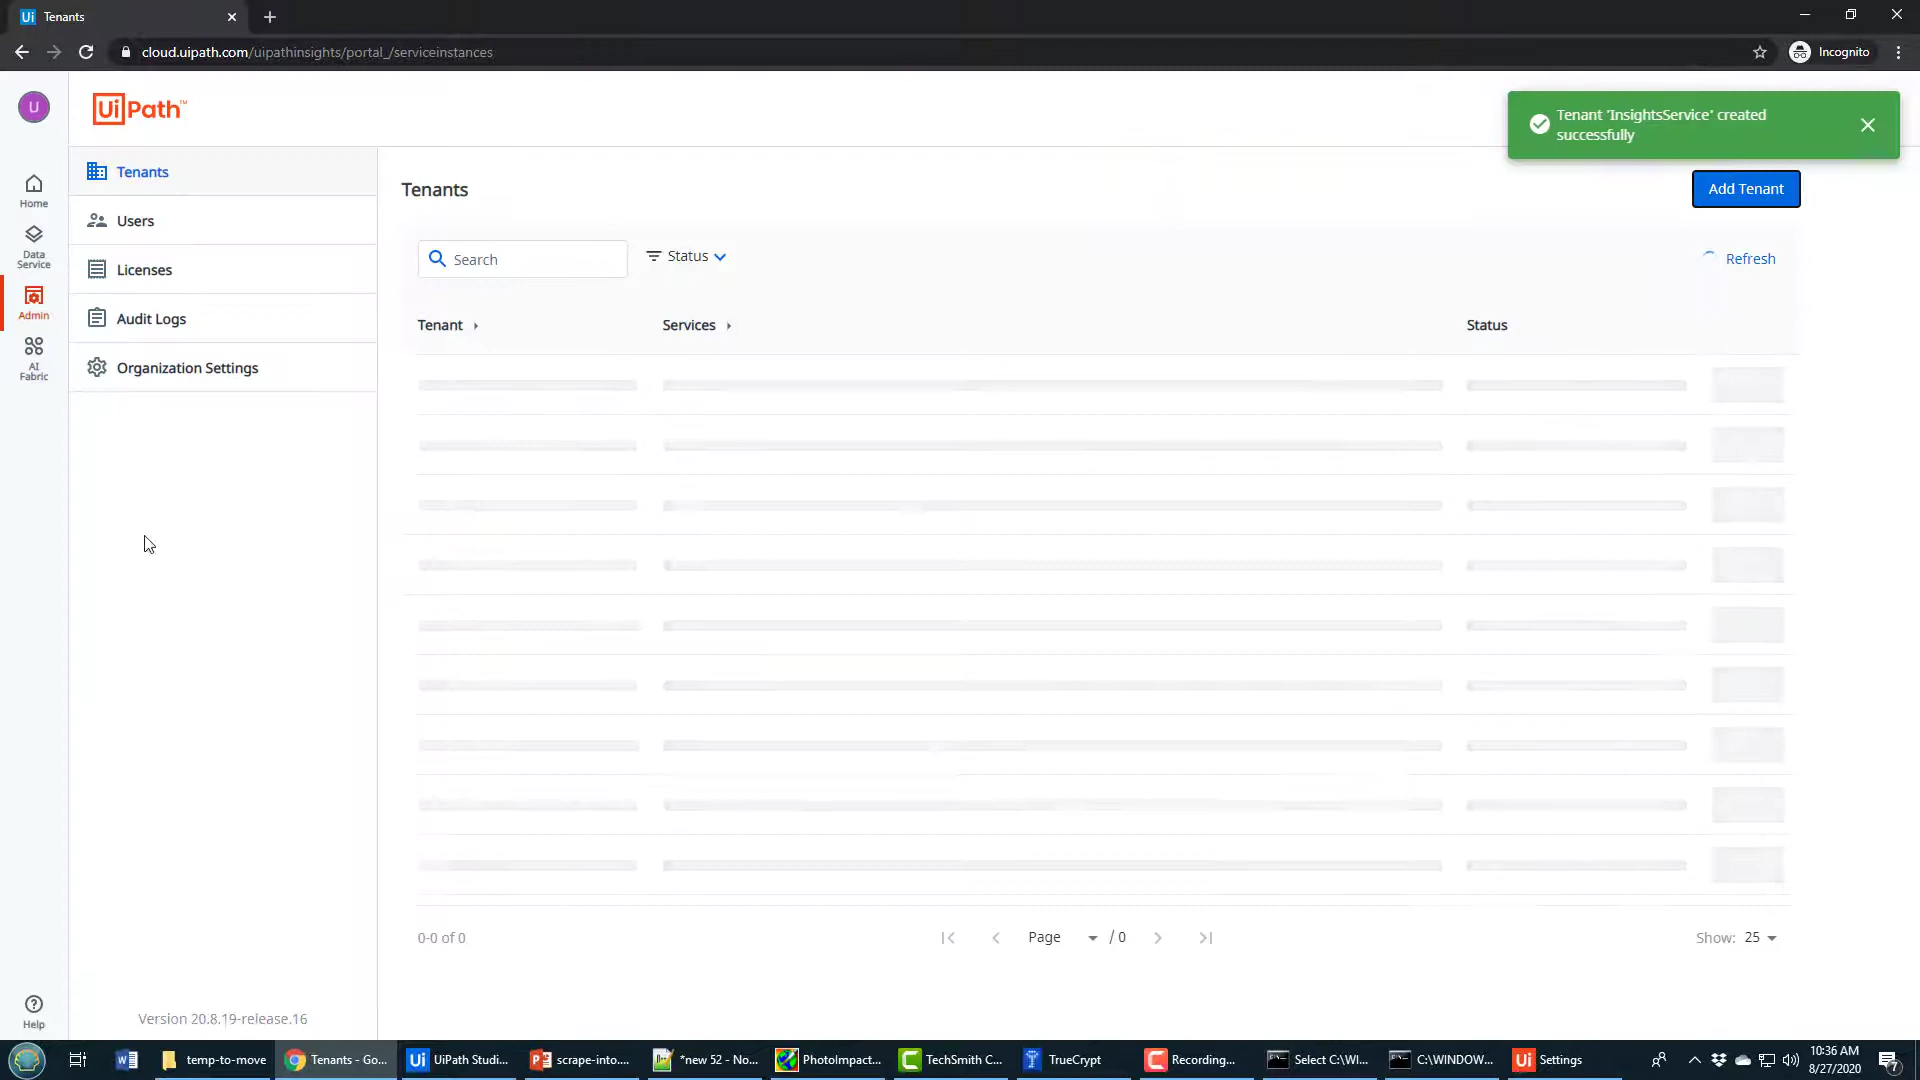 Tenants
cloud.uipath.com/uipathinsights/portal_/serviceinstances
Incognito
U
UiPath™
Tenant 'InsightsService' created
successfully
Home
Data
Service
Admin
AI
Fabric
Help
Tenants
Users
Licenses
Audit Logs
Organization Settings
Version 20.8.19-release.16
Tenants
Add Tenant
Search
Status
Refresh
Tenant
Services
Status
0-0 of 0
Page
/ 0
Show: 25
temp-to-move
Tenants - Go...
UiPath Studi...
scrape-into....
*new 52 - No...
PhotoImpact...
TechSmith C...
TrueCrypt
Recording...
Select C:\WI...
C:\WINDOW...
Settings
10:36 AM
8/27/2020
7